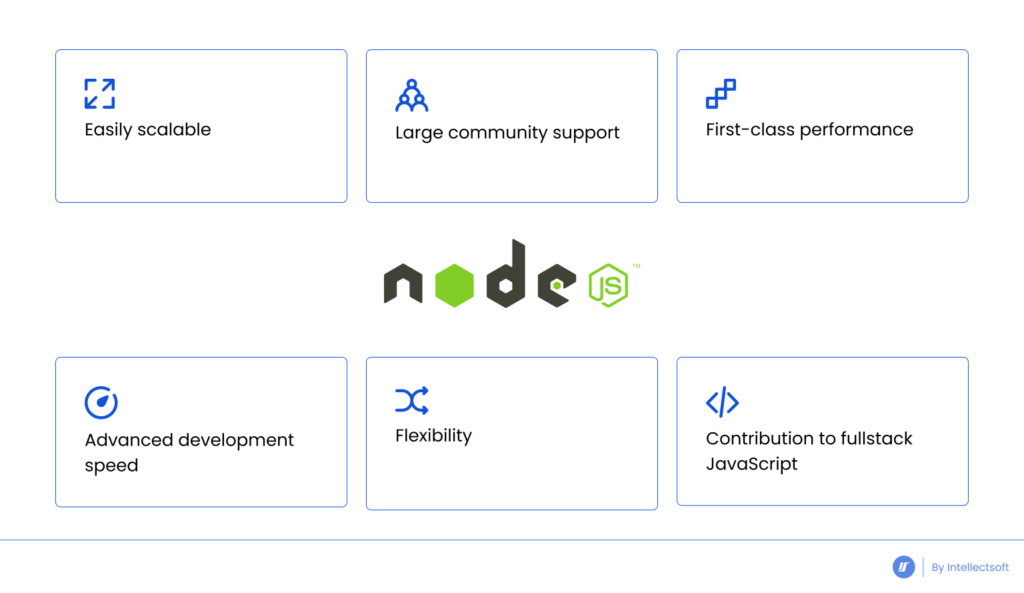 Easily scalable
Large community support
First-class performance
node
JS
™
Advanced development
speed
Flexibility
Contribution to fullstack
JavaScript
By Intellectsoft